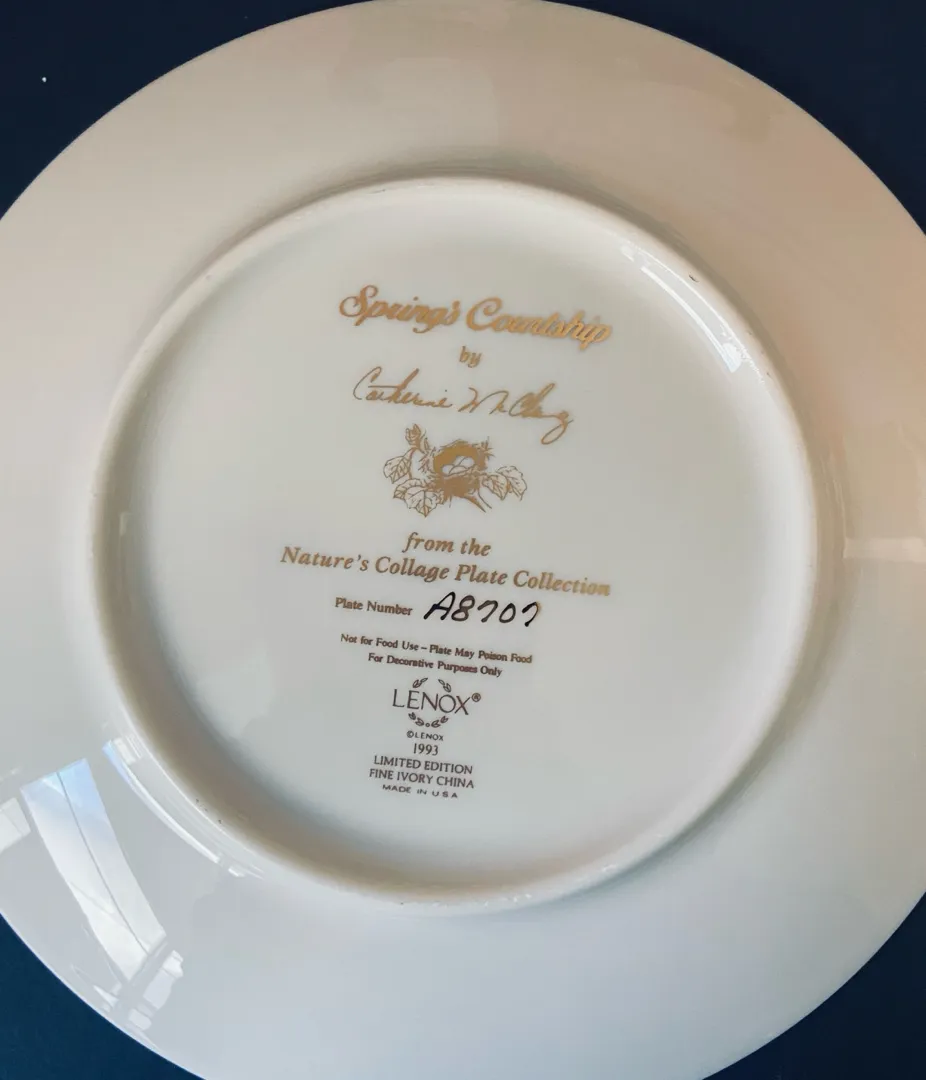 Spring's Courtship
by
Catherine McClung
from the
Nature's Collage Plate Collection
Plate Number A8707
Not for Food Use – Plate May Poison Food
For Decorative Purposes Only
LENOX®
©LENOX
1993
LIMITED EDITION
FINE IVORY CHINA
MADE IN USA